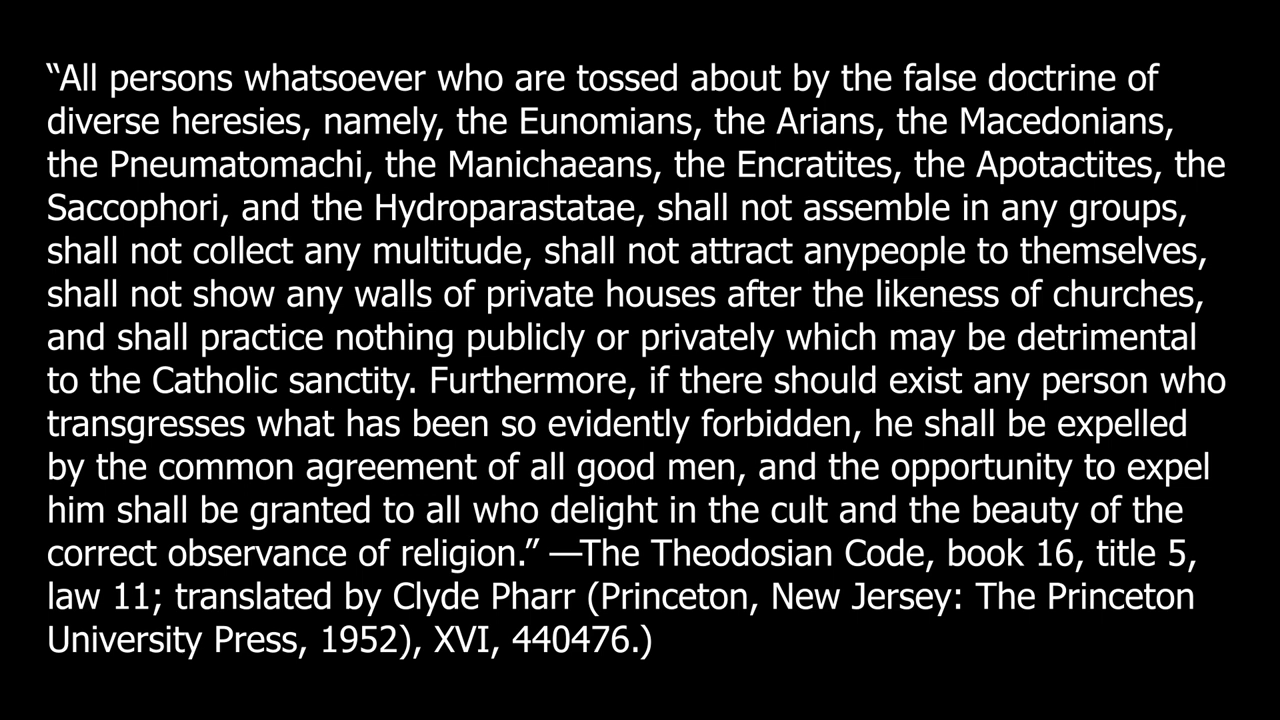 “All persons whatsoever who are tossed about by the false doctrine of
diverse heresies, namely, the Eunomians, the Arians, the Macedonians,
the Pneumatomachi, the Manichaeans, the Encratites, the Apotactites, the
Saccophori, and the Hydroparastatae, shall not assemble in any groups,
shall not collect any multitude, shall not attract anypeople to themselves,
shall not show any walls of private houses after the likeness of churches,
and shall practice nothing publicly or privately which may be detrimental
to the Catholic sanctity. Furthermore, if there should exist any person who
transgresses what has been so evidently forbidden, he shall be expelled
by the common agreement of all good men, and the opportunity to expel
him shall be granted to all who delight in the cult and the beauty of the
correct observance of religion.” —The Theodosian Code, book 16, title 5,
law 11; translated by Clyde Pharr (Princeton, New Jersey: The Princeton
University Press, 1952), XVI, 440476.)